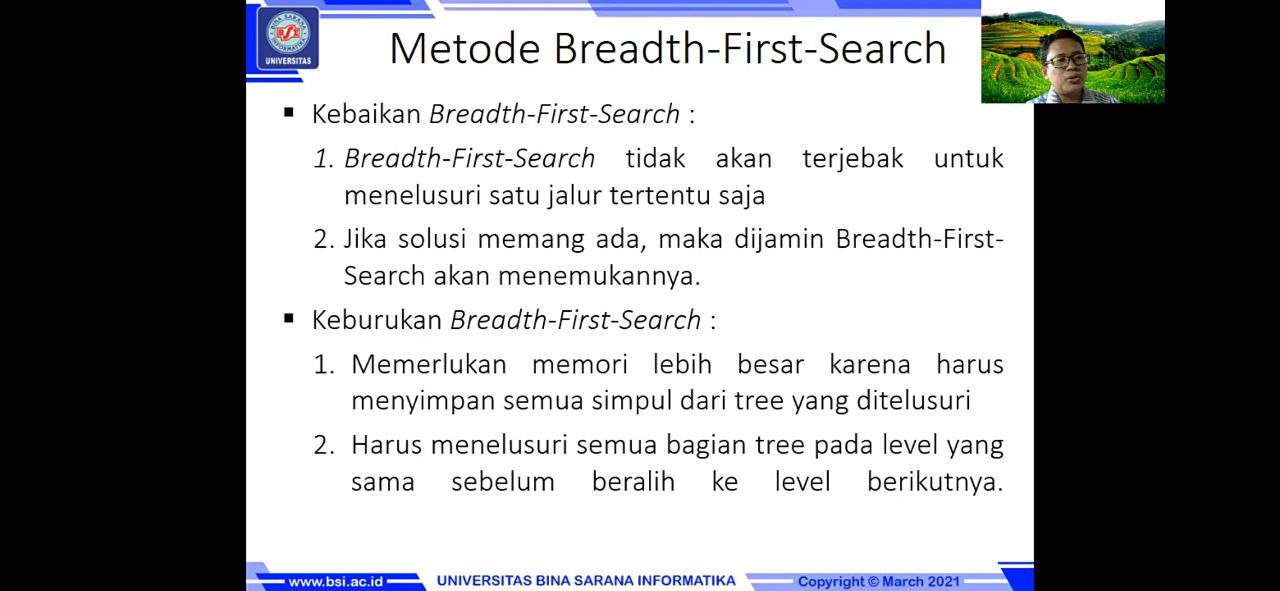 BINA SARANA
BSI
INFORMATIKA
UNIVERSITAS
Metode Breadth-First-Search
▪ Kebaikan Breadth-First-Search :
1. Breadth-First-Search tidak akan terjebak untuk
menelusuri satu jalur tertentu saja
2. Jika solusi memang ada, maka dijamin Breadth-First-
Search akan menemukannya.
▪ Keburukan Breadth-First-Search :
1. Memerlukan memori lebih besar karena harus
menyimpan semua simpul dari tree yang ditelusuri
2. Harus menelusuri semua bagian tree pada level yang
sama sebelum beralih ke level berikutnya.
www.bsi.ac.id UNIVERSITAS BINA SARANA INFORMATIKA Copyright © March 2021